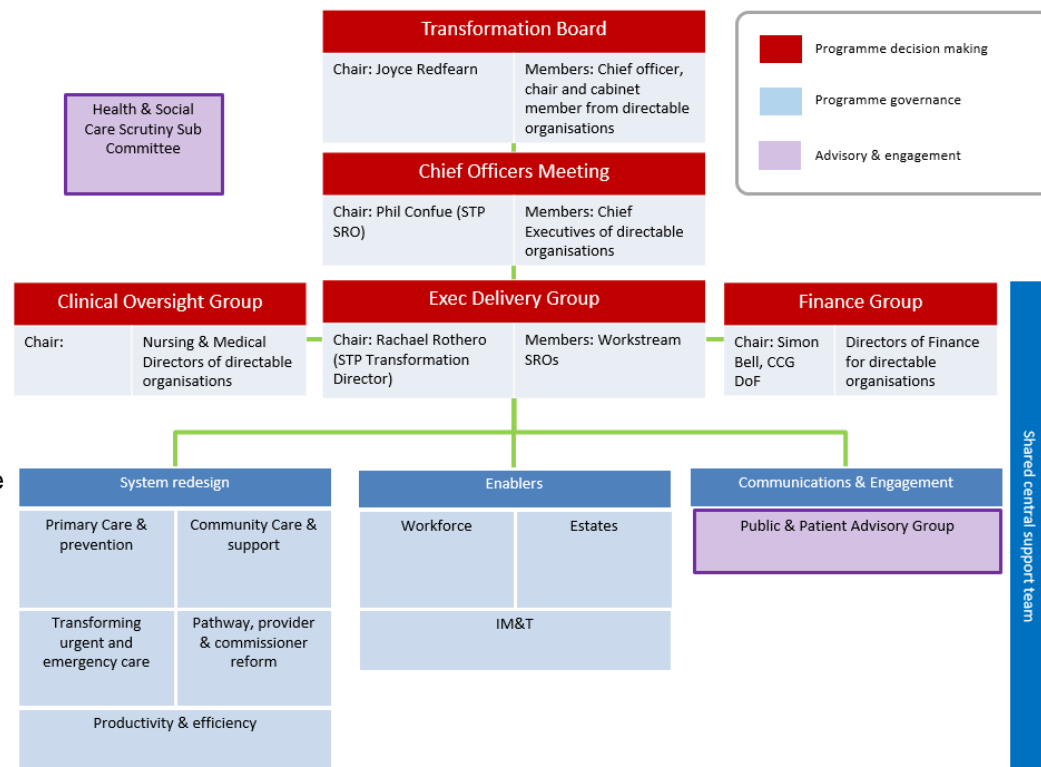 Transformation Board
Chair: Joyce Redfearn
Members: Chief officer,
chair and cabinet
member from directable
organisations
Programme decision making
Programme governance
Advisory & engagement
Health & Social
Care Scrutiny Sub
Committee
Chief Officers Meeting
Chair: Phil Confue (STP
SRO)
Members: Chief
Executives of directable
organisations
Clinical Oversight Group
Chair:
Nursing & Medical
Directors of directable
organisations
Exec Delivery Group
Chair: Rachael Rothero
(STP Transformation
Director)
Members: Workstream
SROs
Finance Group
Chair: Simon
Bell, CCG
DoF
Directors of Finance
for directable
organisations
Shared central support team
e
System redesign
Primary Care &
prevention
Community Care &
support
Transforming
urgent and
emergency care
Pathway, provider
& commissioner
reform
Productivity & efficiency
Enablers
Workforce
Estates
IM&T
Communications & Engagement
Public & Patient Advisory Group